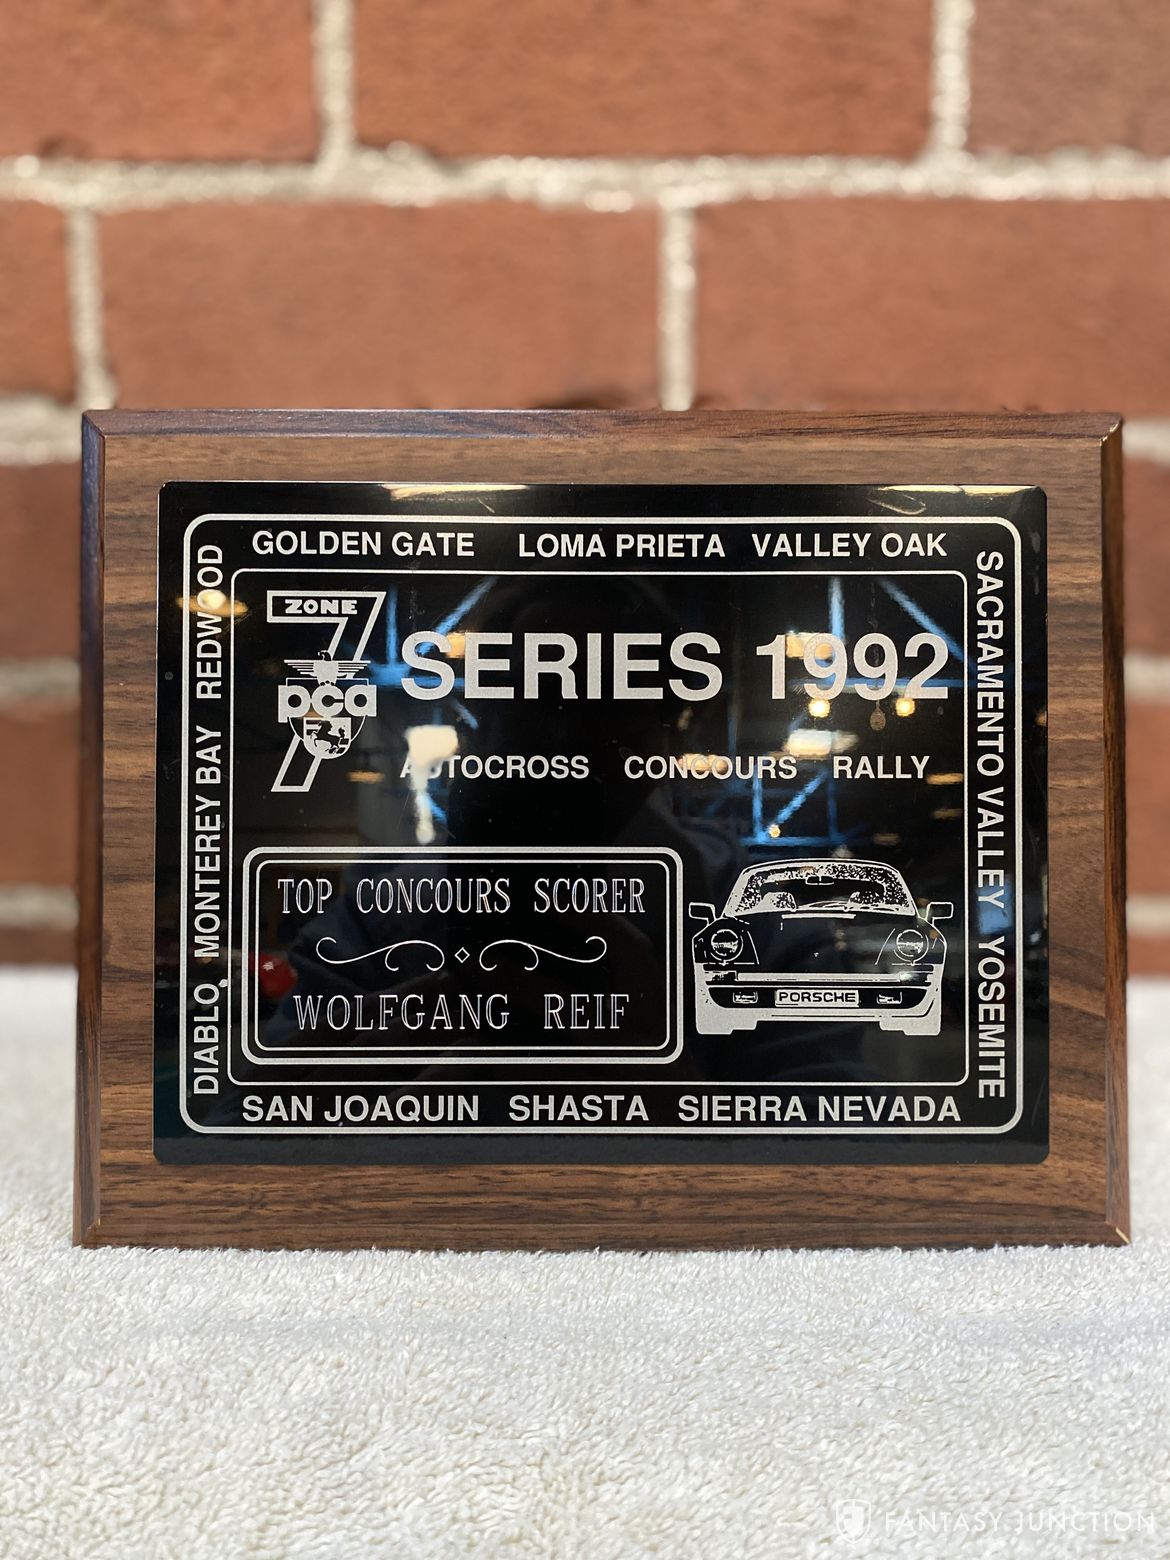 GOLDEN GATE LOMA PRIETA VALLEY OAK
DIABLO MONTEREY BAY REDWOOD
SACRAMENTO VALLEY YOSEMITE
ZONE
7
pca
SERIES 1992
AUTOCROSS CONCOURS RALLY
TOP CONCOURS SCORER
WOLFGANG REIF
PORSCHE
SAN JOAQUIN SHASTA SIERRA NEVADA
FANTASY JUNCTION